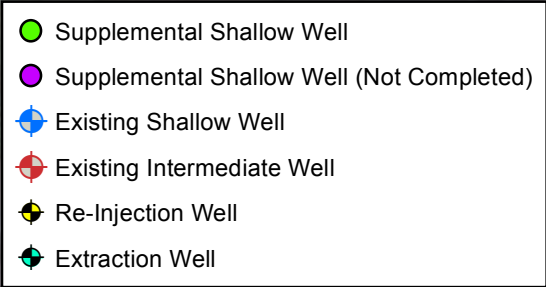 Supplemental Shallow Well
Supplemental Shallow Well (Not Completed)
Existing Shallow Well
Existing Intermediate Well
Re-Injection Well
Extraction Well